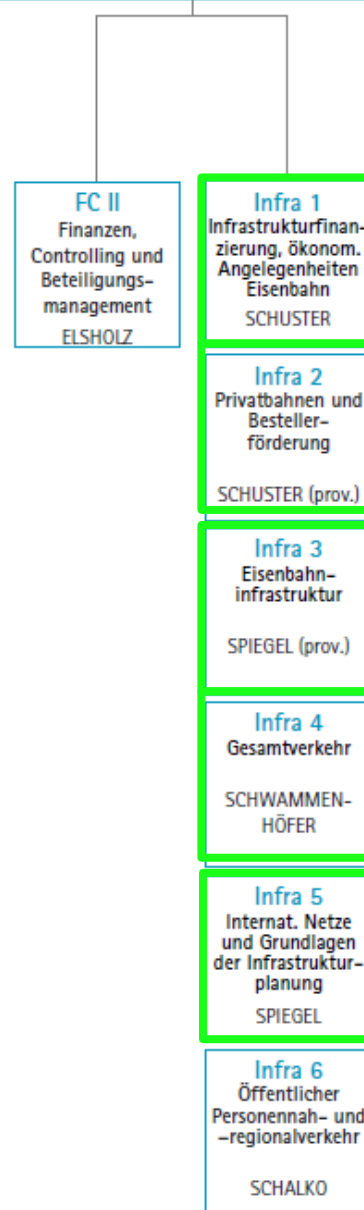 FC II
Finanzen,
Controlling und
Beteiligungs-
management
ELSHOLZ
Infra 1
Infrastrukturfinan-
zierung, ökonom.
Angelegenheiten
Eisenbahn
SCHUSTER
Infra 2
Privatbahnen und
Besteller-
förderung
SCHUSTER (prov.)
Infra 3
Eisenbahn-
infrastruktur
SPIEGEL (prov.)
Infra 4
Gesamtverkehr
SCHWAMMEN-
HÖFER
Infra 5
Internat. Netze
und Grundlagen
der Infrastruktur-
planung
SPIEGEL
Infra 6
Öffentlicher
Personennah- und
-regionalverkehr
SCHALKO